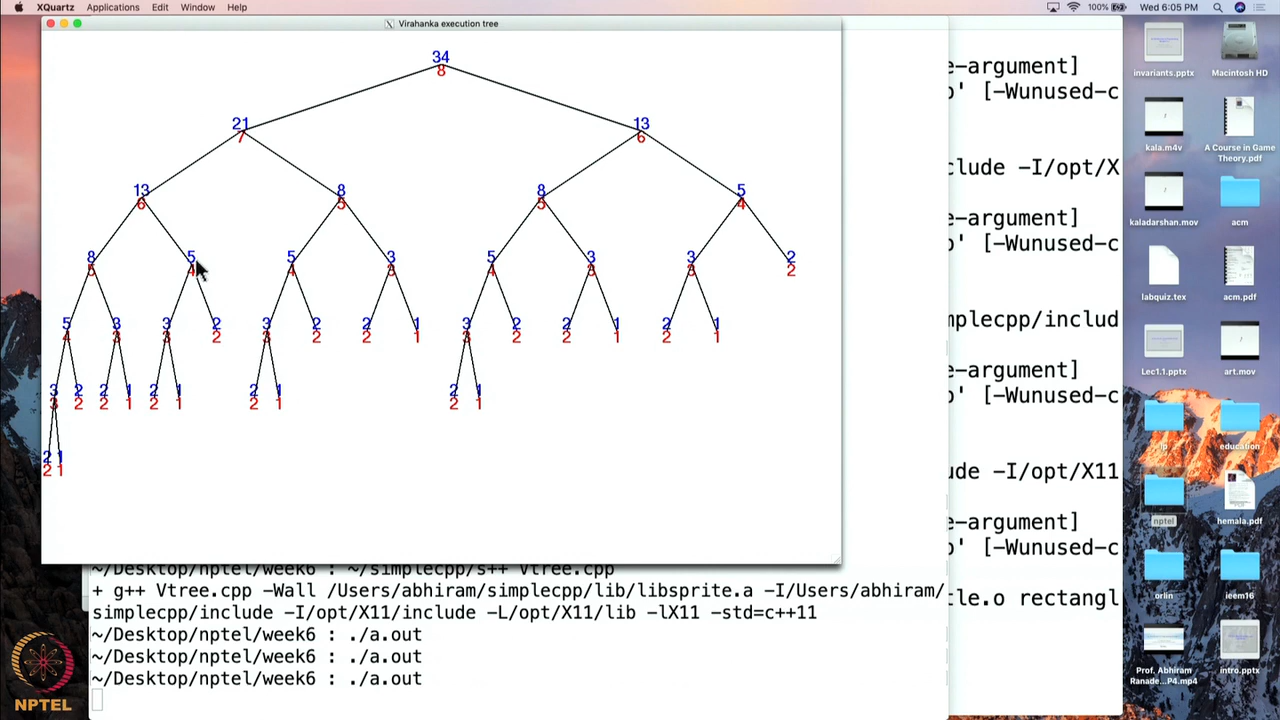 XQuartz Applications Edit Window Help
100% Wed 6:05 PM
Virahanka execution tree
34
8
21 13
7 6
13 8 8 5
6 5 5 4
8 5 5 3 5 3 3 2
5 4 4 3 4 3 3 2
5 3 3 2 3 2 2 1 3 2 2 1 2 1
4 3 3 2 3 2 2 1 3 2 2 1 2 1
3 2 2 1 2 1 2 1 2 1
3 2 2 1 2 1 2 1 2 1
2 1
2 1
e-argument]
' [-Wunused-c
clude -I/opt/X
e-argument]
' [-Wunused-c
mplecpp/includ
e-argument]
' [-Wunused-c
ude -I/opt/X11
e-argument]
' [-Wunused-c
cle.o rectangl
~/Desktop/nptel/week6 : ~/simplecpp/s++ Vtree.cpp
+ g++ Vtree.cpp -Wall /Users/abhiram/simplecpp/lib/libsprite.a -I/Users/abhiram/
simplecpp/include -I/opt/X11/include -L/opt/X11/lib -lX11 -std=c++11
~/Desktop/nptel/week6 : ./a.out
~/Desktop/nptel/week6 : ./a.out
~/Desktop/nptel/week6 : ./a.out
invariants.pptx
Macintosh HD
kala.m4v
A Course in Game
Theory.pdf
kaladarshan.mov
acm
labquiz.tex
acm.pdf
Lec1.1.pptx
art.mov
education
nptel
hemala.pdf
orlin
ieem16
Prof. Abhiram
Ranade...P4.mp4
intro.pptx
NPTEL